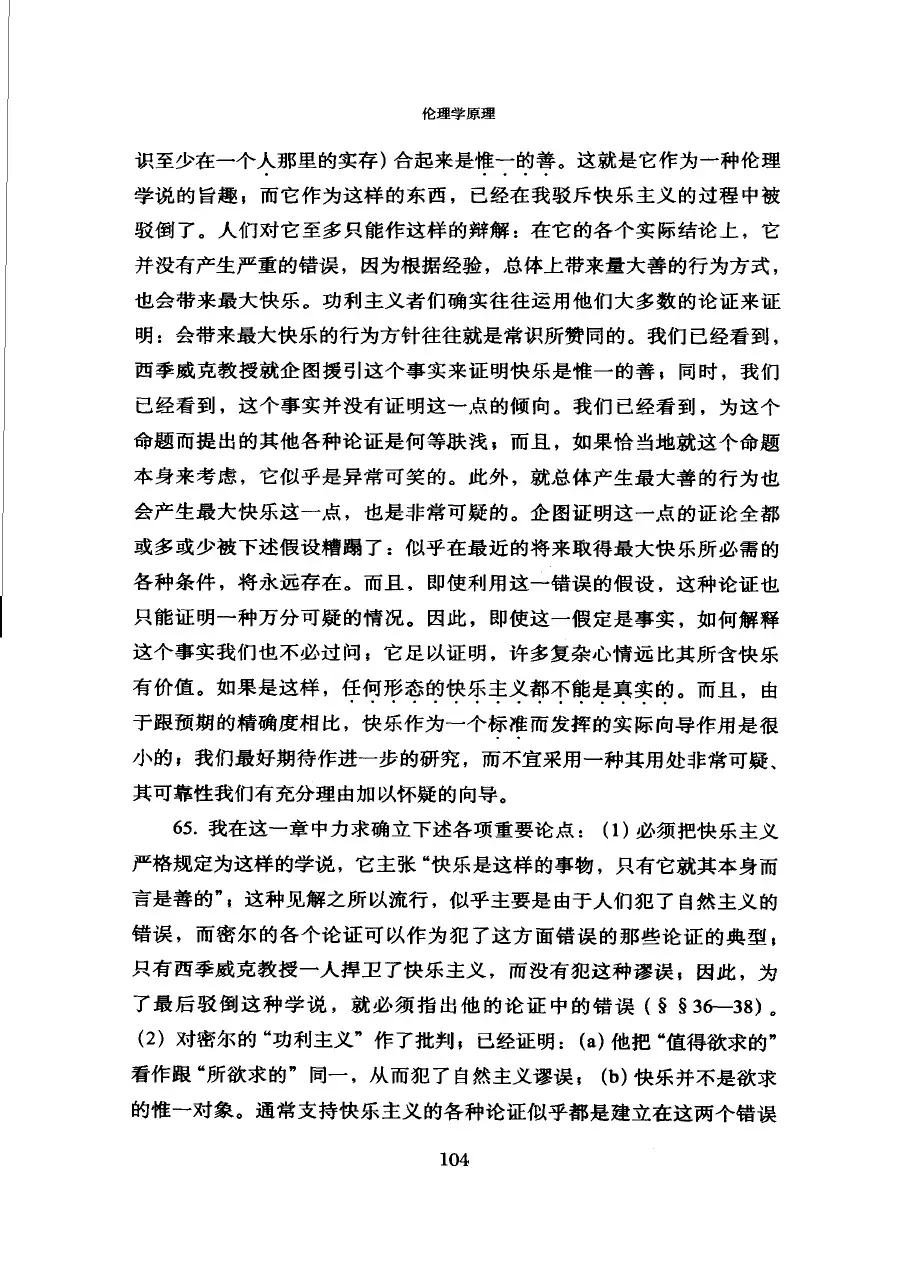 伦理学原理
识至少在一个人那里的实存)合起来是惟一的善。这就是它作为一种伦理
学说的旨趣；而它作为这样的东西，已经在我驳斥快乐主义的过程中被
驳倒了。人们对它至多只能作这样的辩解：在它的各个实际结论上，它
并没有产生严重的错误，因为根据经验，总体上带来量大善的行为方式，
也会带来最大快乐。功利主义者们确实往往运用他们大多数的论证来证
明：会带来最大快乐的行为方针往往就是常识所赞同的。我们已经看到，
西季威克教授就企图援引这个事实来证明快乐是惟一的善；同时，我们
已经看到，这个事实并没有证明这一点的倾向。我们已经看到，为这个
命题而提出的其他各种论证是何等肤浅；而且，如果恰当地就这个命题
本身来考虑，它似乎是异常可笑的。此外，就总体产生最大善的行为也
会产生最大快乐这一点，也是非常可疑的。企图证明这一点的证论全都
或多或少被下述假设糟蹋了：似乎在最近的将来取得最大快乐所必需的
各种条件，将永远存在。而且，即使利用这一错误的假设，这种论证也
只能证明一种万分可疑的情况。因此，即使这一假定是事实，如何解释
这个事实我们也不必过问；它足以证明，许多复杂心情远比其所含快乐
有价值。如果是这样，任何形态的快乐主义都不能是真实的。而且，由
于跟预期的精确度相比，快乐作为一个标准而发挥的实际向导作用是很
小的；我们最好期待作进一步的研究，而不宜采用一种其用处非常可疑、
其可靠性我们有充分理由加以怀疑的向导。
65. 我在这一章中力求确立下述各项重要论点：(1)必须把快乐主义
严格规定为这样的学说，它主张“快乐是这样的事物，只有它就其本身而
言是善的”；这种见解之所以流行，似乎主要是由于人们犯了自然主义的
错误，而密尔的各个论证可以作为犯了这方面错误的那些论证的典型；
只有西季威克教授一人捍卫了快乐主义，而没有犯这种谬误；因此，为
了最后驳倒这种学说，就必须指出他的论证中的错误(§§36—38)。
(2) 对密尔的“功利主义”作了批判；已经证明：(a)他把“值得欲求的”
看作跟“所欲求的”同一，从而犯了自然主义谬误；(b)快乐并不是欲求
的惟一对象。通常支持快乐主义的各种论证似乎都是建立在这两个错误
104